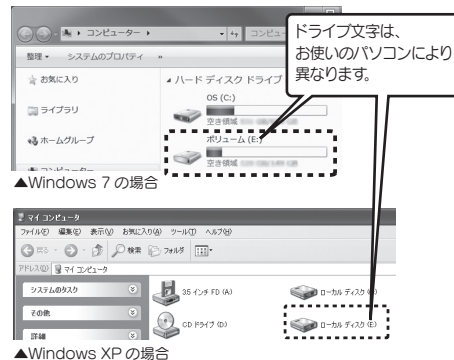 コンピューター
コンピュ
ドライブ文字は、
お使いのパソコンにより
異なります。
整理 システムのプロパティ »
お気に入り
ハード ディスク ドライブ
OS (C:)
空き領域
ライブラリ
ホームグループ
ボリューム (E:)
空き領域
▲Windows 7 の場合
マイ コンピュータ
ファイル(F) 編集(E) 表示(V) お気に入り(A) ツール(T) ヘルプ(H)
戻る 検索 フォルダ
アドレス(D) マイ コンピュータ
システムのタスク
3.5 インチ FD (A)
ローカル ディスク
その他
CD ドライブ (D)
ローカル ディスク (E)
詳細
▲Windows XP の場合